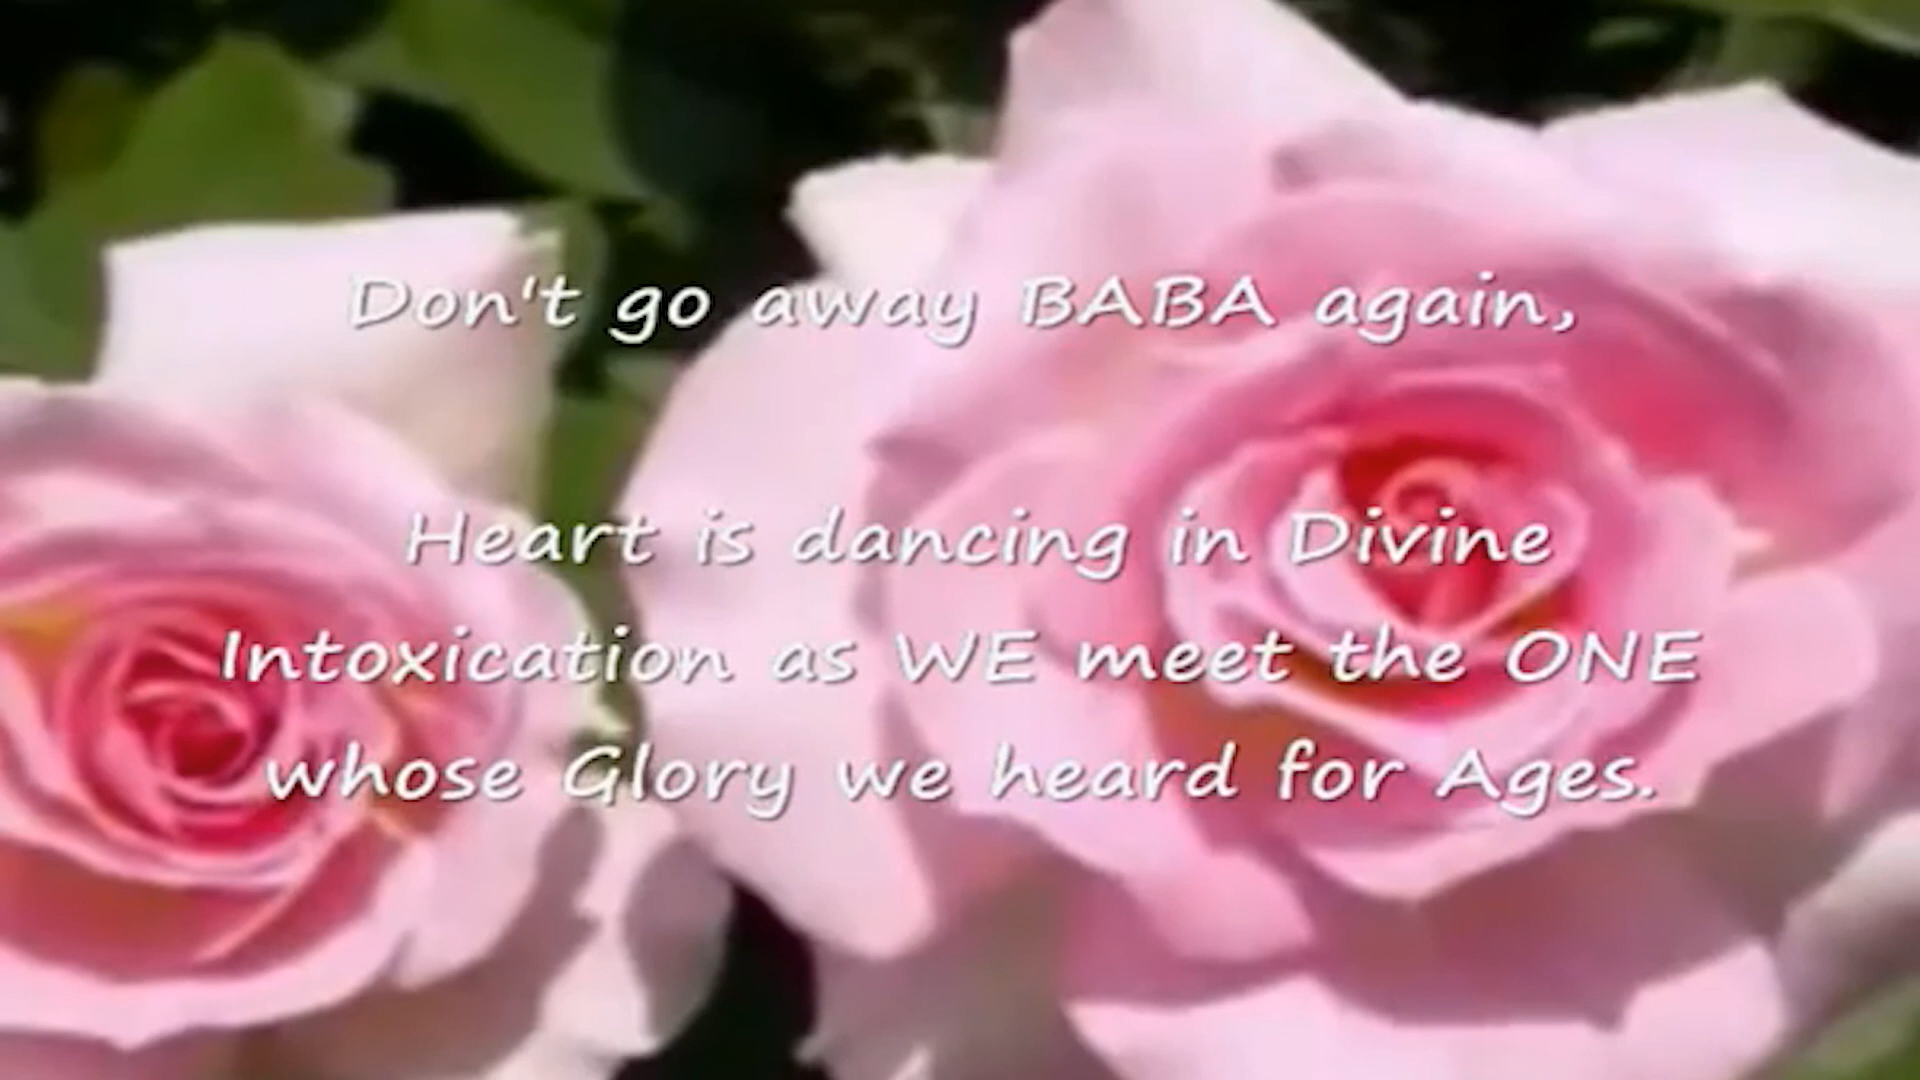 Don't go away BABA again,
Heart is dancing in Divine
Intoxication as WE meet the ONE
whose Glory we heard for Ages.